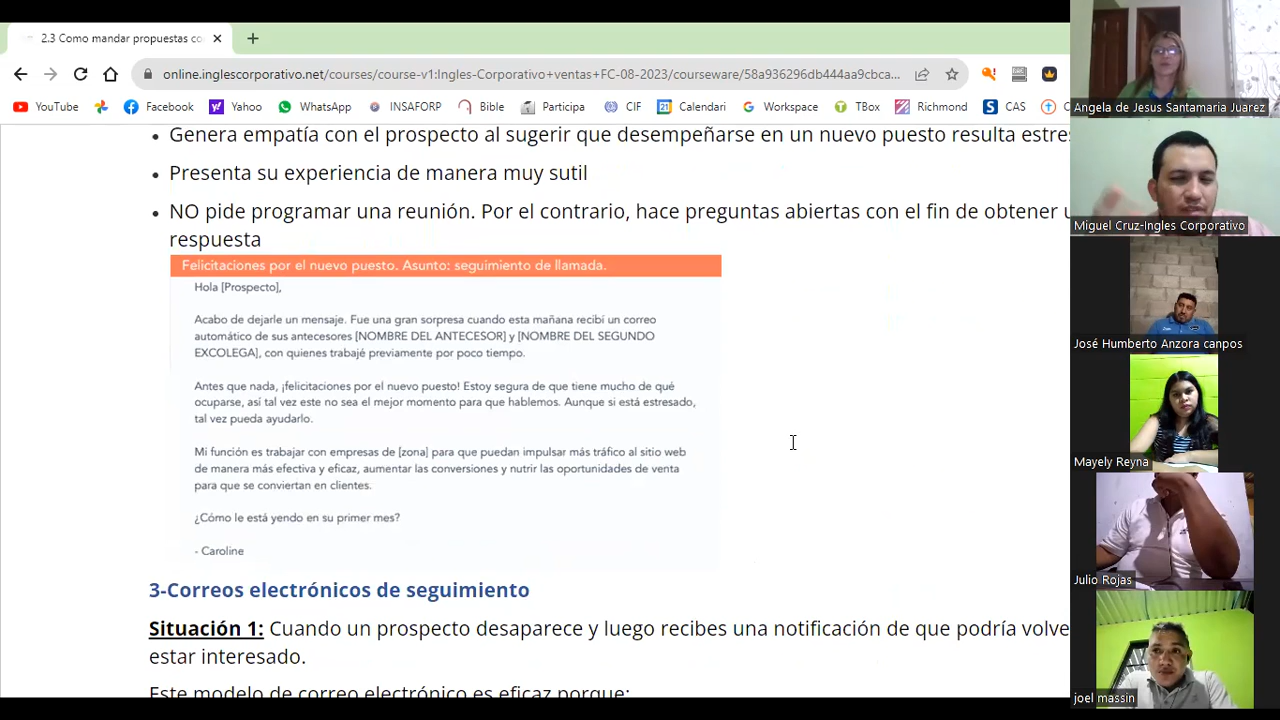 2.3 Como mandar propuestas co
online.inglescorporativo.net/courses/course-v1:Ingles-Corporativo+ventas+FC-08-2023/courseware/58a936296db444aa9cbca...
YouTube Facebook Yahoo WhatsApp INSAFORP Bible Participa CIF Calendari Workspace TBox Richmond CAS
Genera empatía con el prospecto al sugerir que desempeñarse en un nuevo puesto resulta estres
Presenta su experiencia de manera muy sutil
NO pide programar una reunión. Por el contrario, hace preguntas abiertas con el fin de obtener u
respuesta
Felicitaciones por el nuevo puesto. Asunto: seguimiento de llamada.
Hola [Prospecto],
Acabo de dejarle un mensaje. Fue una gran sorpresa cuando esta mañana recibí un correo
automático de sus antecesores [NOMBRE DEL ANTECESOR] y [NOMBRE DEL SEGUNDO
EXCOLEGA], con quienes trabajé previamente por poco tiempo.
Antes que nada, ¡felicitaciones por el nuevo puesto! Estoy segura de que tiene mucho de qué
ocuparse, así tal vez este no sea el mejor momento para que hablemos. Aunque si está estresado,
tal vez pueda ayudarlo.
Mi función es trabajar con empresas de [zona] para que puedan impulsar más tráfico al sitio web
de manera más efectiva y eficaz, aumentar las conversiones y nutrir las oportunidades de venta
para que se conviertan en clientes.
¿Cómo le está yendo en su primer mes?
- Caroline
3-Correos electrónicos de seguimiento
Situación 1: Cuando un prospecto desaparece y luego recibes una notificación de que podría volve
estar interesado.
Este modelo de correo electrónico es eficaz porque:
Angela de Jesus Santamaria Juarez
Miguel Cruz-Ingles Corporativo
José Humberto Anzora canpos
Mayely Reyna
Julio Rojas
joel massin